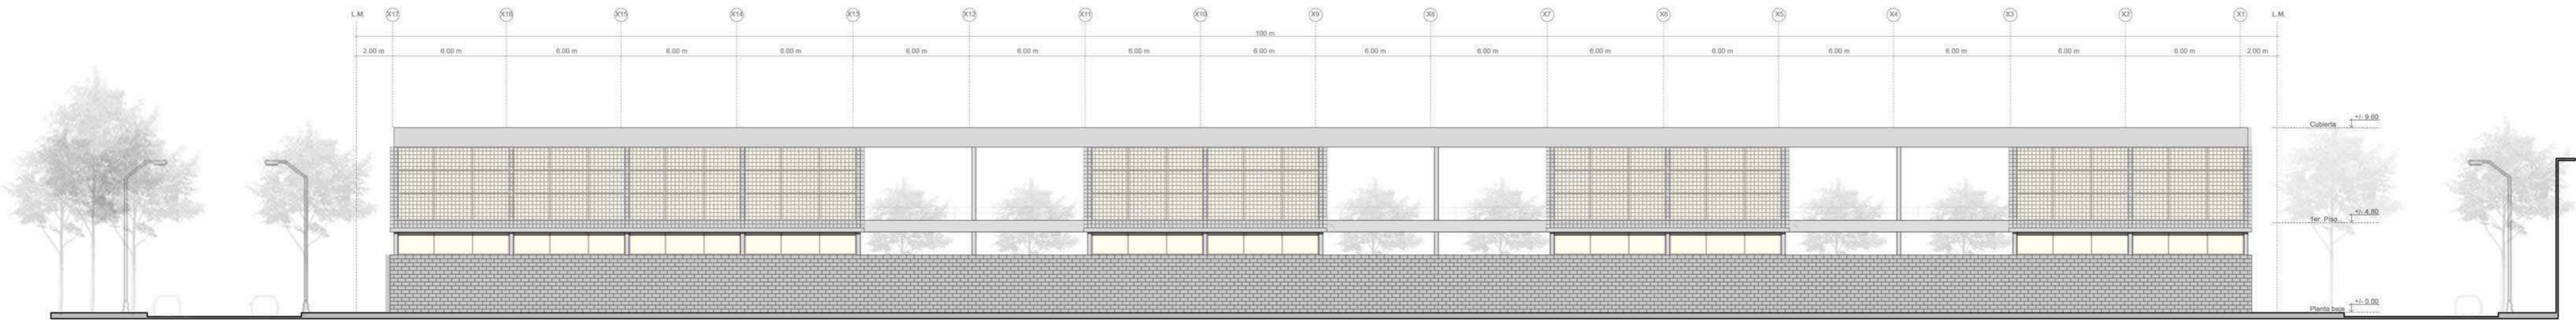 L.M. X17 X16 X15 X14 X13 X12 X11 X10 X9 X8 X7 X6 X5 X4 X3 X2 X1 L.M.
100 m
2.00 m 6.00 m 6.00 m 6.00 m 6.00 m 6.00 m 6.00 m 6.00 m 6.00 m 6.00 m 6.00 m 6.00 m 6.00 m 6.00 m 6.00 m 6.00 m 6.00 m 2.00 m
Cubierta +/- 9.60
1er. Piso +/- 4.80
Planta baja +/- 0.00